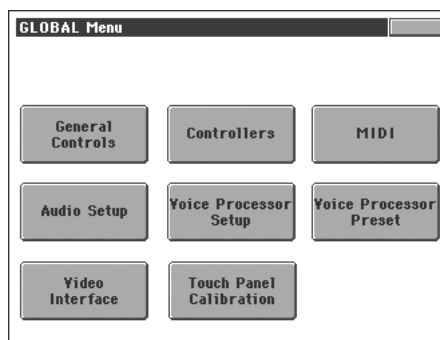 GLOBAL Menu
General
Controls
Controllers
MIDI
Audio Setup
Voice Processor
Setup
Voice Processor
Preset
Video
Interface
Touch Panel
Calibration